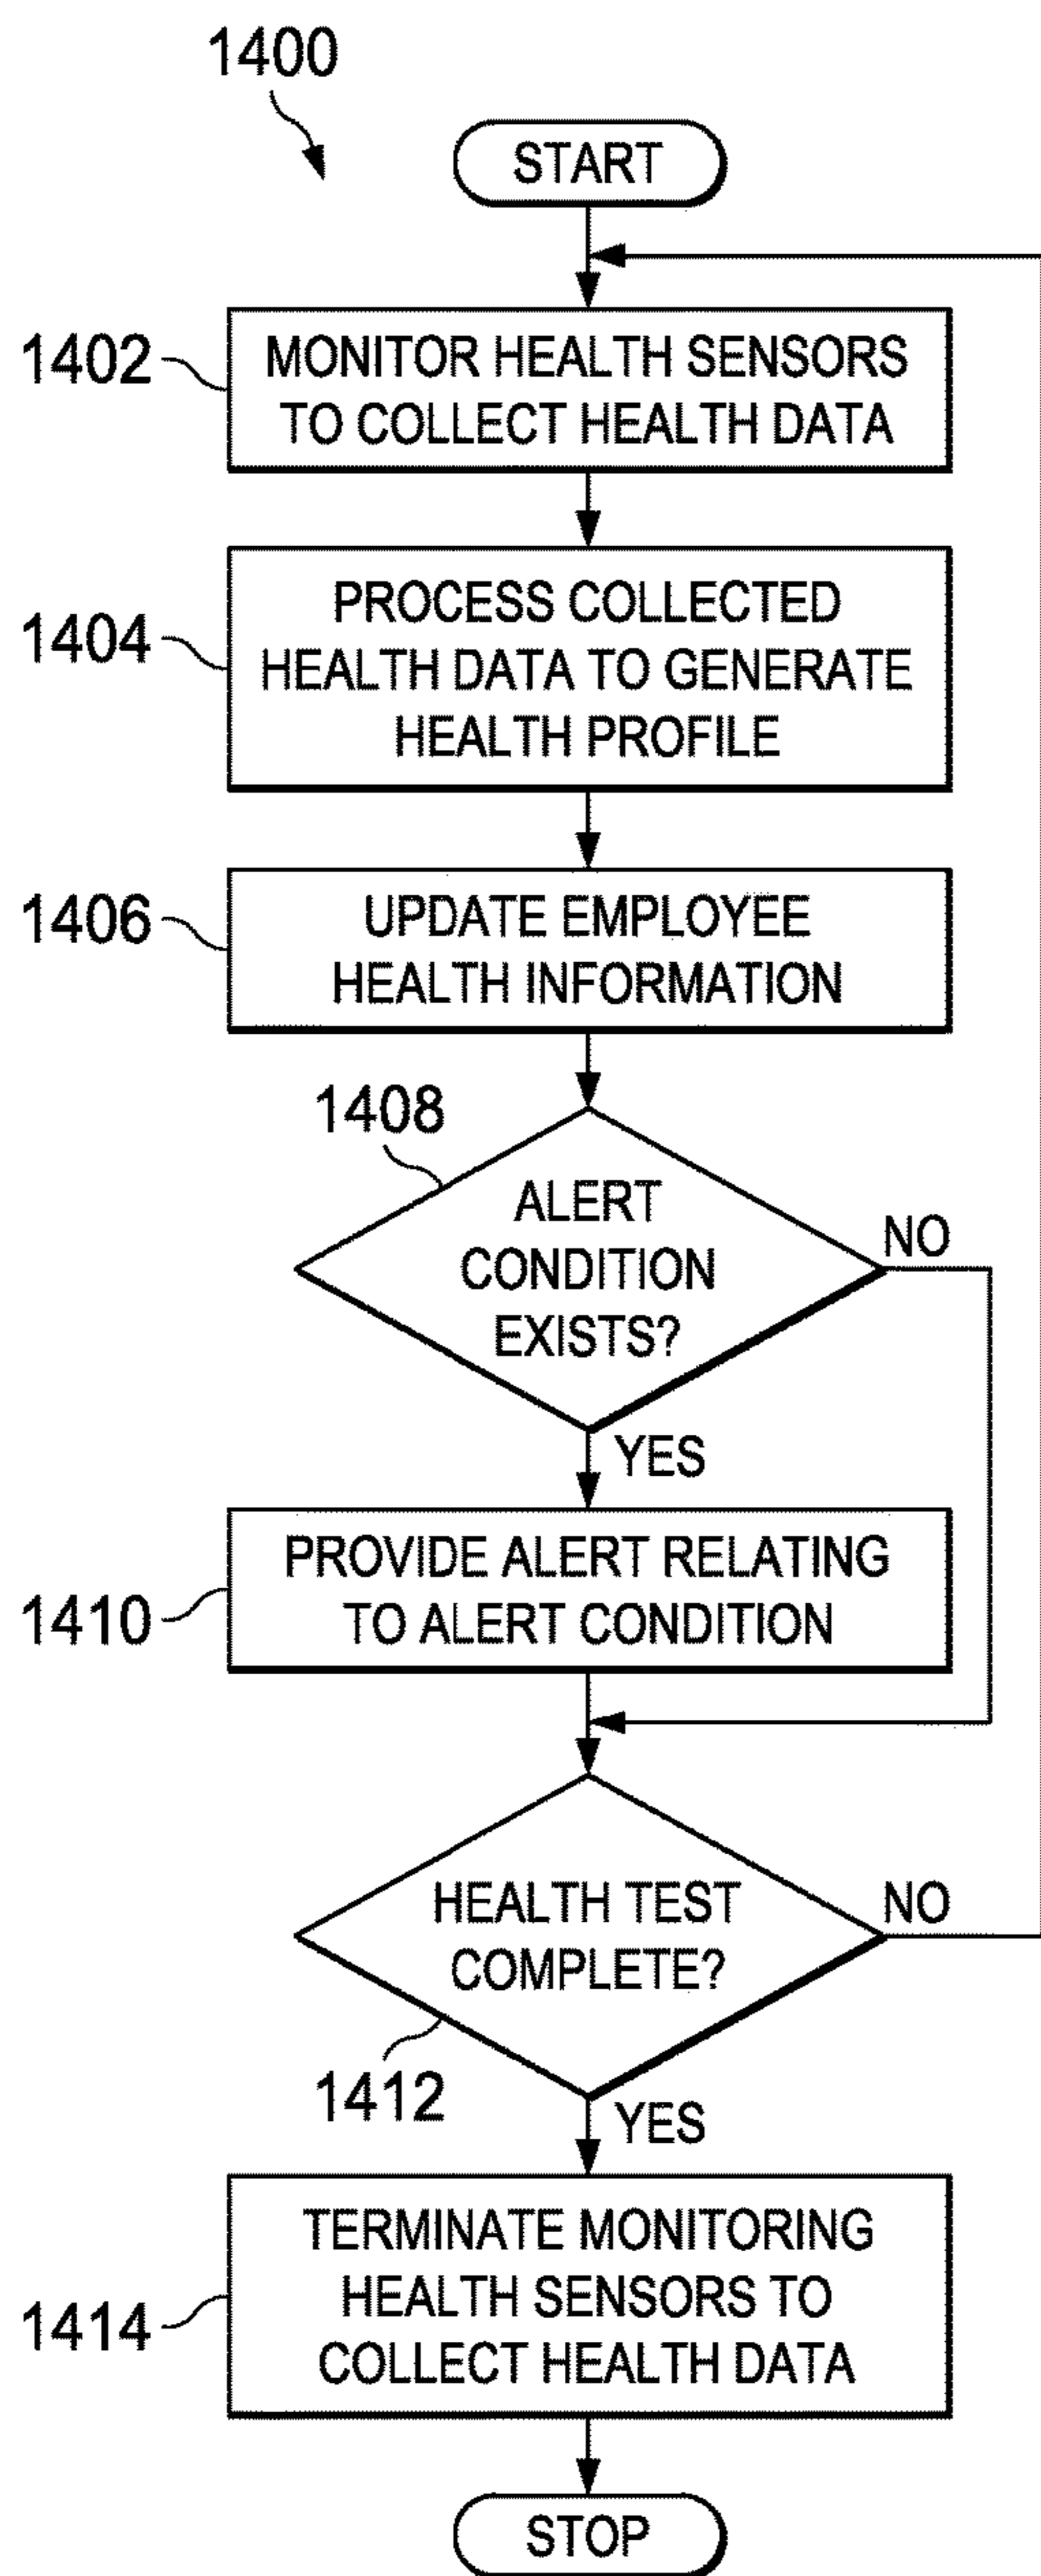 1400
START
1402
MONITOR HEALTH SENSORS
TO COLLECT HEALTH DATA
1404
PROCESS COLLECTED
HEALTH DATA TO GENERATE
HEALTH PROFILE
1406
UPDATE EMPLOYEE
HEALTH INFORMATION
1408
ALERT
CONDITION
EXISTS?
NO
YES
1410
PROVIDE ALERT RELATING
TO ALERT CONDITION
HEALTH TEST
COMPLETE?
NO
1412
YES
1414
TERMINATE MONITORING
HEALTH SENSORS TO
COLLECT HEALTH DATA
STOP